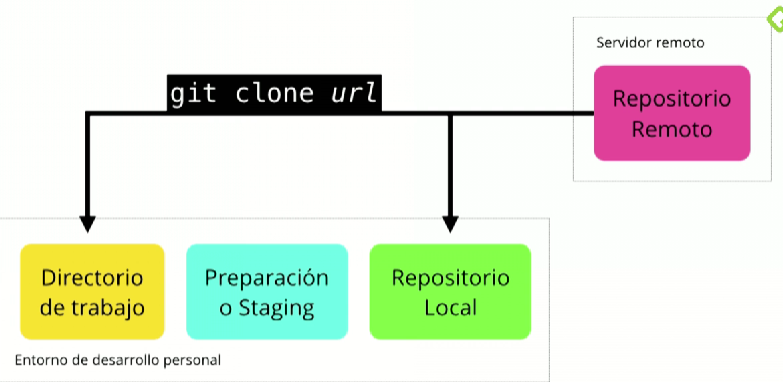 Servidor remoto
Repositorio
Remoto
git clone url
Directorio
de trabajo
Preparación
o Staging
Repositorio
Local
Entorno de desarrollo personal